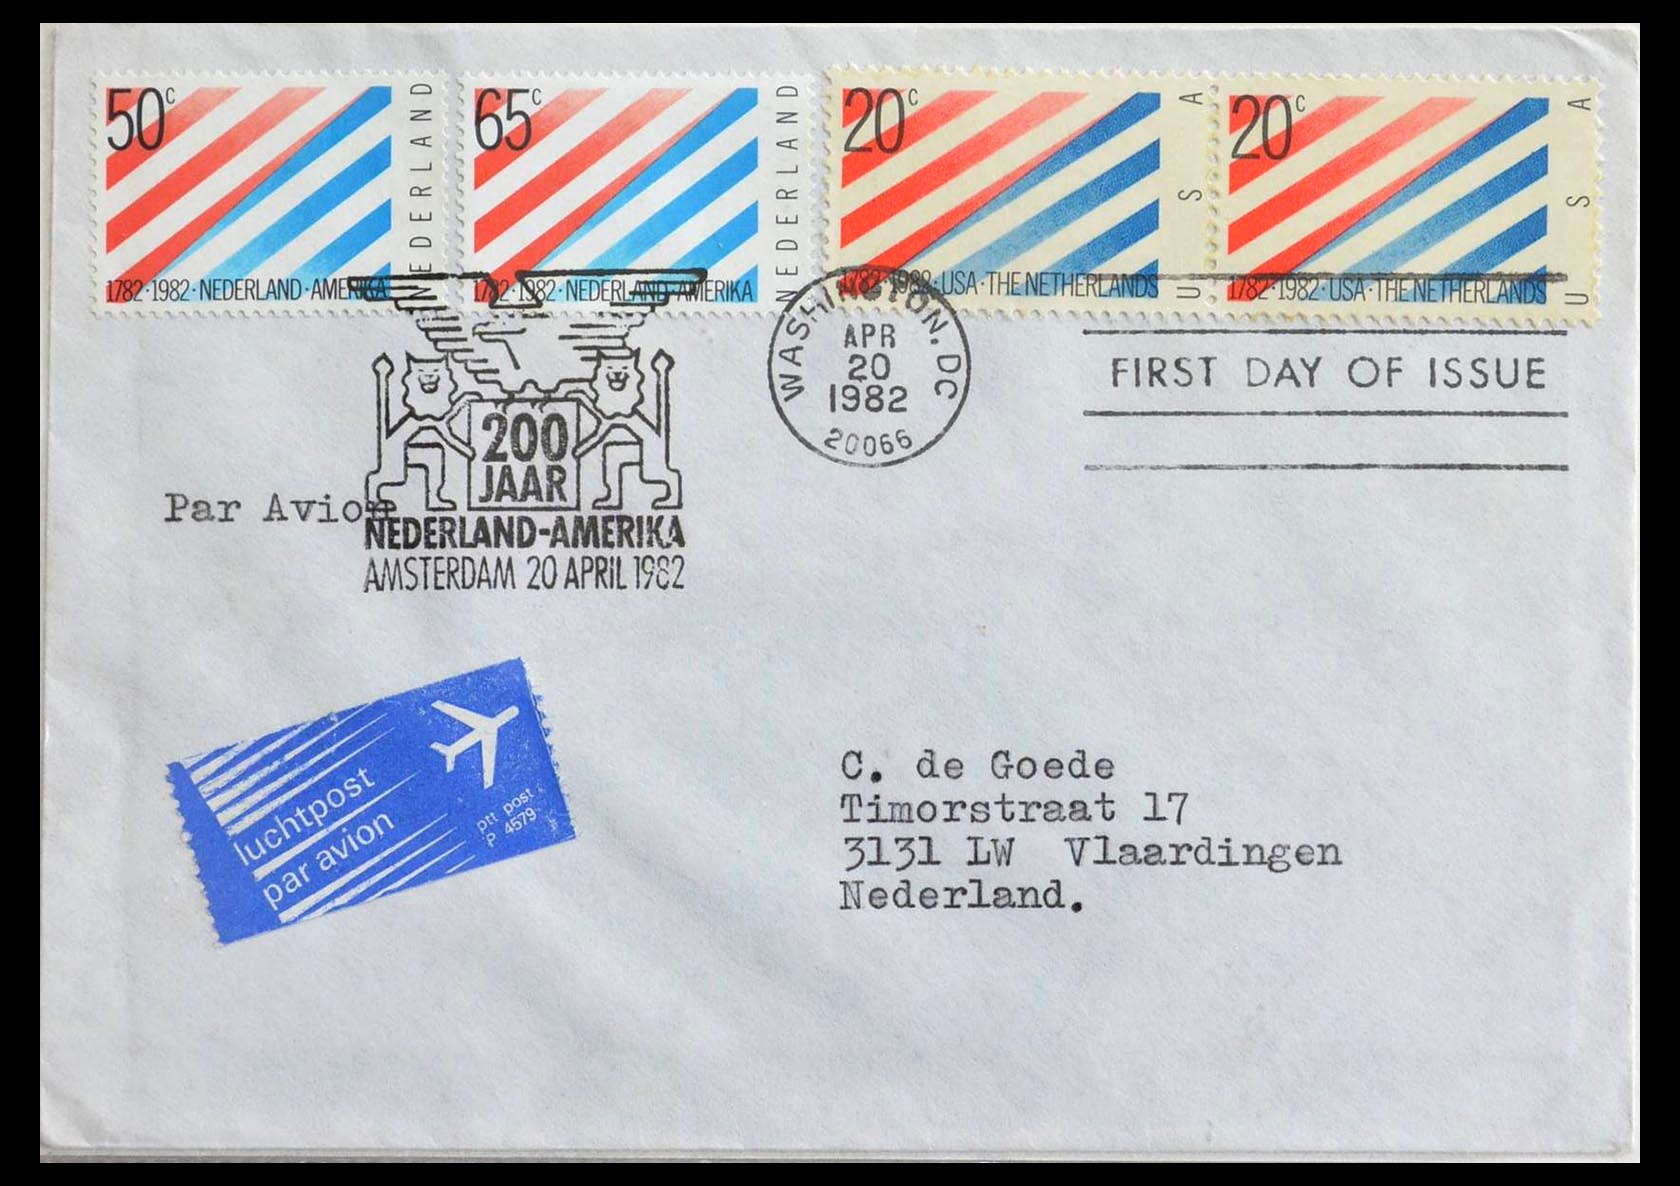 50c
NEDERLAND
1782·1982·NEDERLAND·AMERIKA
65c
NEDERLAND
1782·1982·NEDERLAND·AMERIKA
20c
USA
1782·1982·USA·THE NETHERLANDS
20c
USA
1782·1982·USA·THE NETHERLANDS
WASHINGTON. DC
APR
20
1982
20066
FIRST DAY OF ISSUE
200
JAAR
NEDERLAND-AMERIKA
AMSTERDAM 20 APRIL 1982
Par Avion
luchtpost
par avion
ptt post
P 4579
C. de Goede
Timorstraat 17
3131 LW Vlaardingen
Nederland.